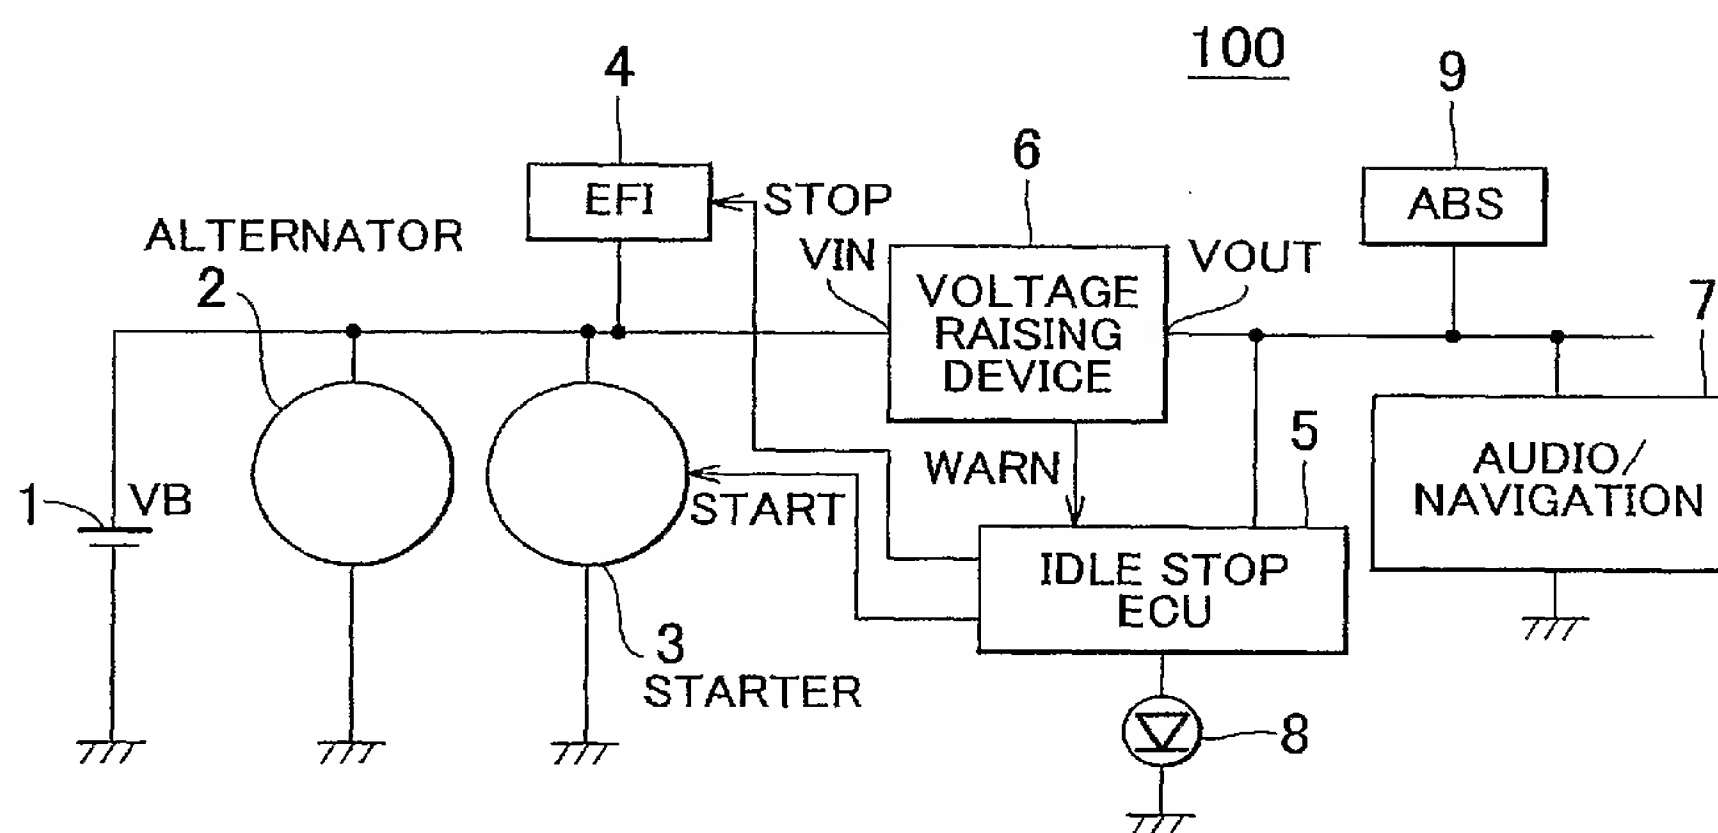 100
4
9
6
EFI
STOP
ABS
ALTERNATOR
2
VIN
VOUT
VOLTAGE
RAISING
DEVICE
7
5
WARN
AUDIO/
NAVIGATION
1
VB
START
IDLE STOP
ECU
3
STARTER
8